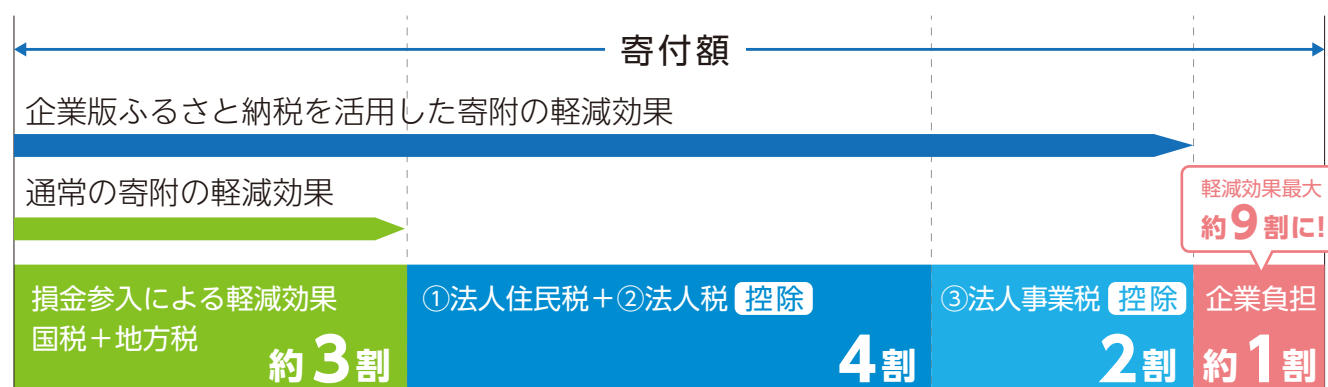 寄付額
企業版ふるさと納税を活用した寄附の軽減効果
通常の寄附の軽減効果
軽減効果最大
約9割に!
損金参入による軽減効果
国税＋地方税
約3割
①法人住民税＋②法人税 控除
4割
③法人事業税 控除
2割
企業負担
約1割